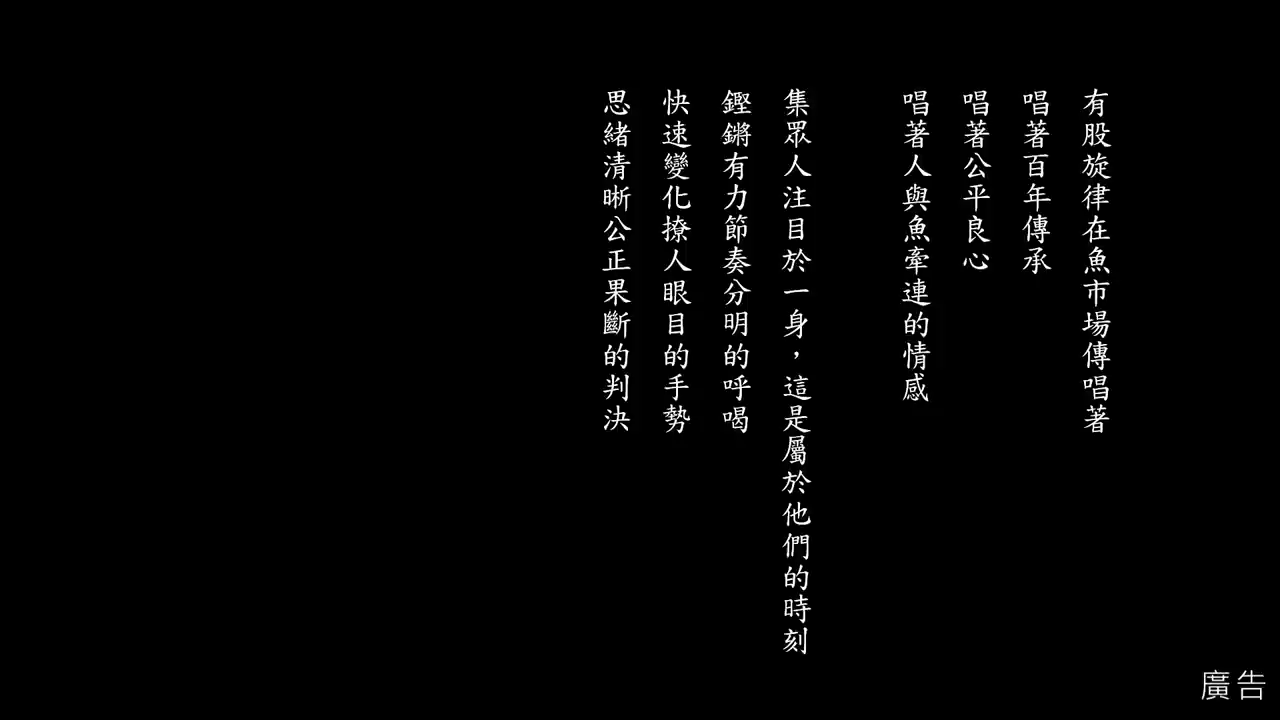 有股旋律在魚市場傳唱著
唱著百年傳承
唱著公平良心
唱著人與魚牽連的情感
集眾人注目於一身，這是屬於他們的時刻
鏗鏘有力節奏分明的呼喝
快速變化撩人眼目的手勢
思緒清晰公正果斷的判決
廣告